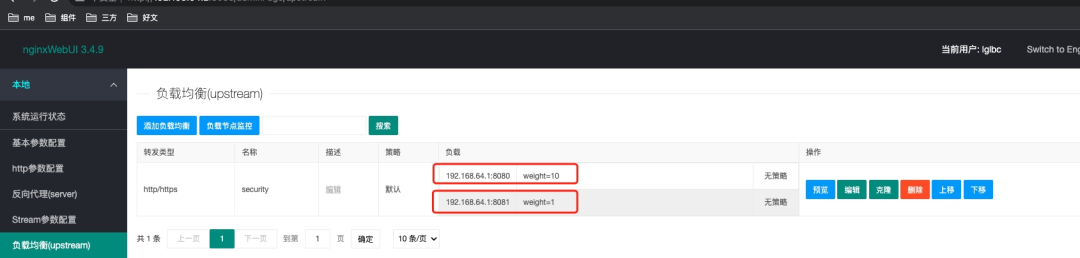 me 组件 三方 好文
nginxWebUI 3.4.9
当前用户: lglbc
Switch to Eng
本地
负载均衡(upstream)
系统运行状态
添加负载均衡 负载节点监控 搜索
基本参数配置
转发类型 名称 描述 策略 负载 操作
http参数配置
192.168.64.1:8080 weight=10 无策略
反向代理(server)
http/https security 编辑 默认
预览 编辑 克隆 删除 上移 下移
192.168.64.1:8081 weight=1 无策略
Stream参数配置
负载均衡(upstream)
共 1 条 上一页 1 下一页 到第 1 页 确定 10 条/页